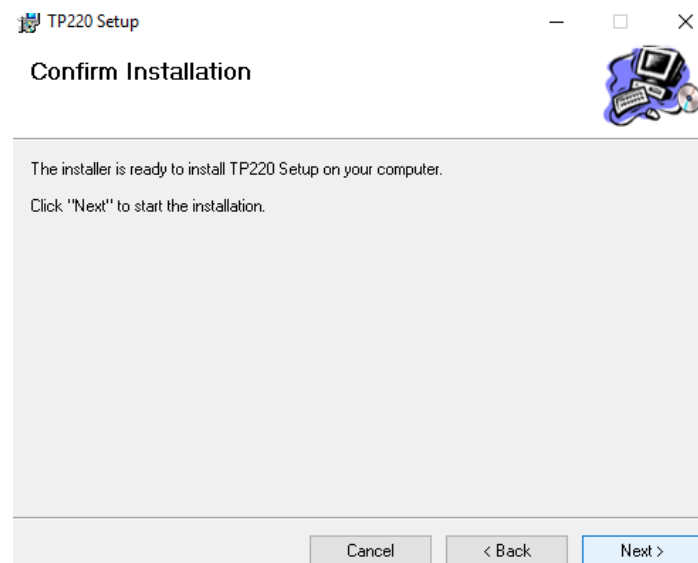 TP220 Setup
Confirm Installation
The installer is ready to install TP220 Setup on your computer.
Click "Next" to start the installation.
Cancel
< Back
Next >